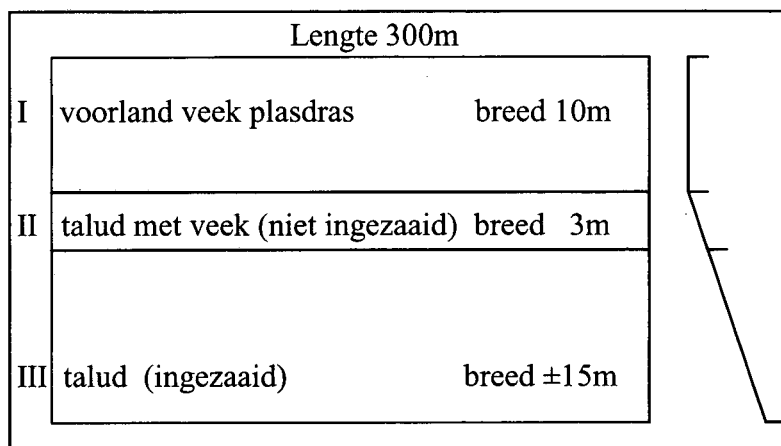 Lengte 300m
I voorland veek plasdras breed 10m
II talud met veek (niet ingezaaid) breed 3m
III talud (ingezaaid) breed ±15m